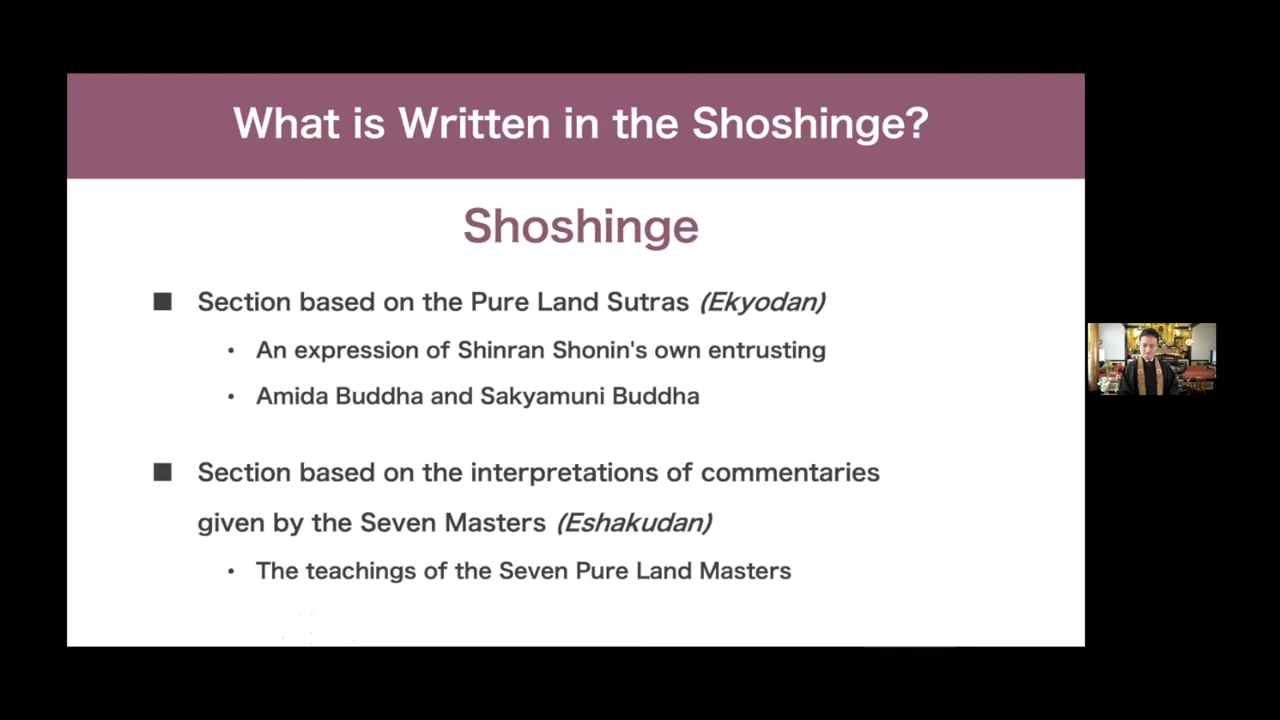 What is Written in the Shoshinge?
Shoshinge
■ Section based on the Pure Land Sutras (Ekyodan)
• An expression of Shinran Shonin's own entrusting
• Amida Buddha and Sakyamuni Buddha
■ Section based on the interpretations of commentaries
given by the Seven Masters (Eshakudan)
• The teachings of the Seven Pure Land Masters